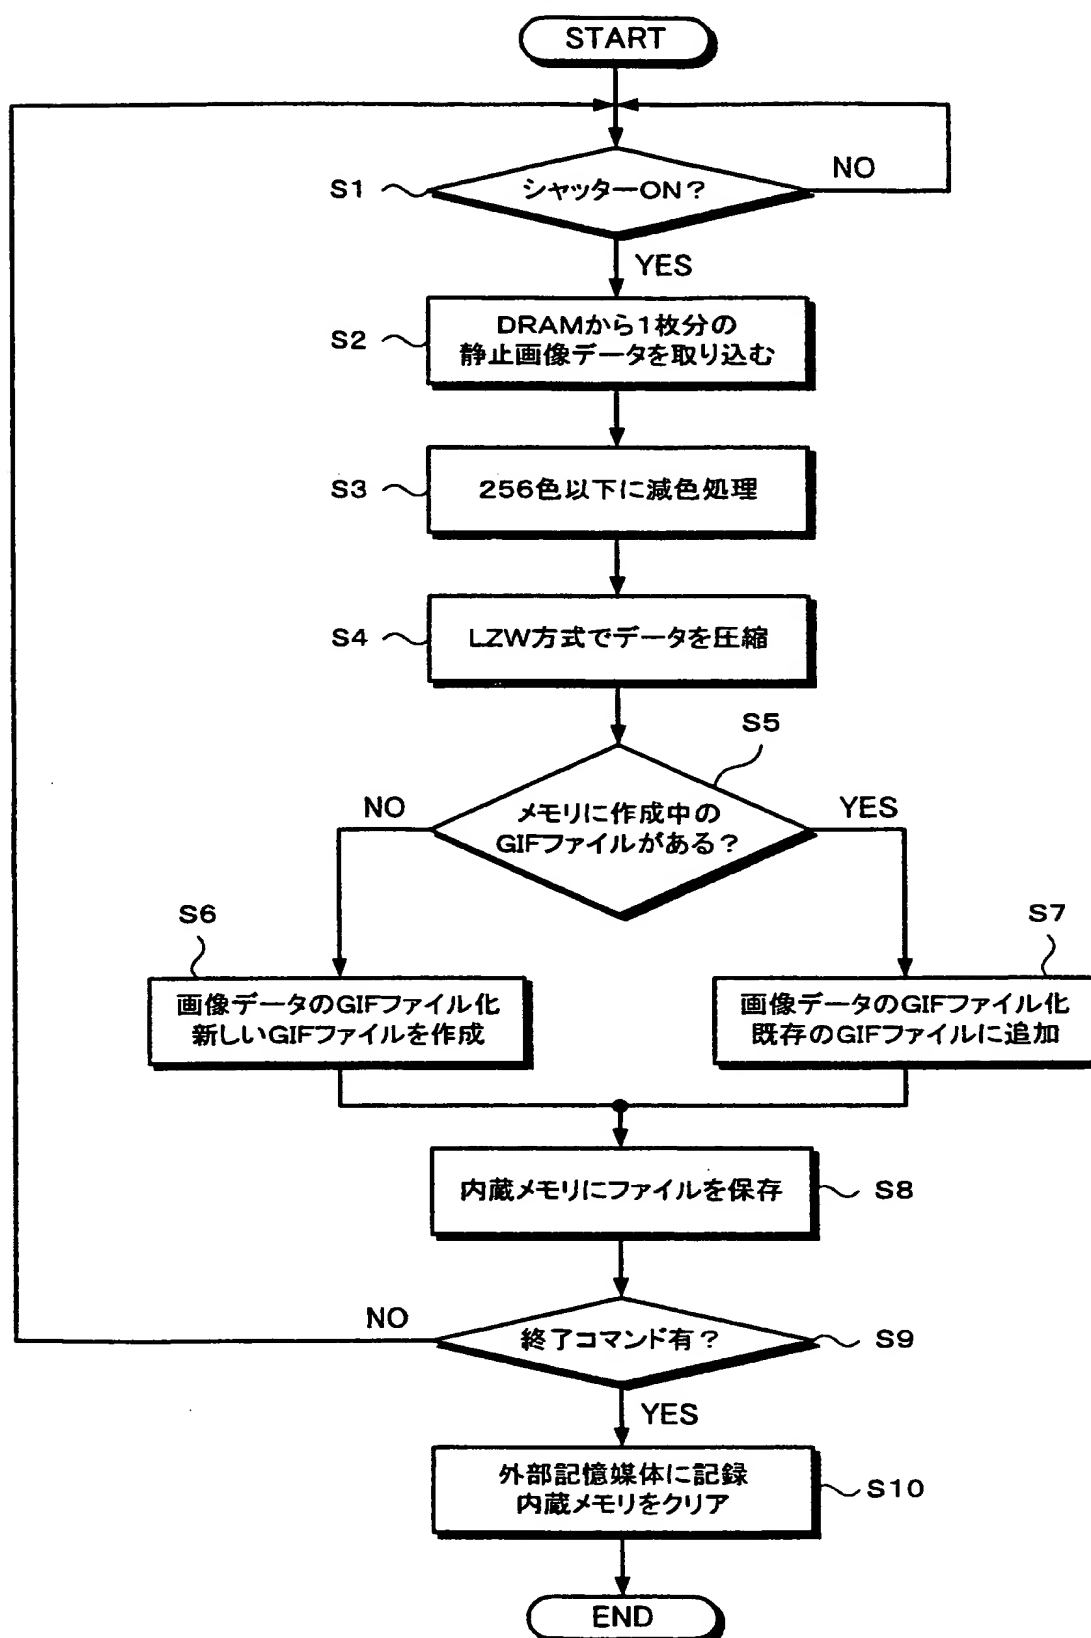 START
S1
シャッターON?
NO
YES
S2
DRAMから1枚分の
静止画像データを取り込む
S3
256色以下に減色処理
S4
LZW方式でデータを圧縮
S5
メモリに作成中の
GIFファイルがある?
NO
YES
S6
画像データのGIFファイル化
新しいGIFファイルを作成
S7
画像データのGIFファイル化
既存のGIFファイルに追加
内蔵メモリにファイルを保存
S8
NO
終了コマンド有?
S9
YES
外部記憶媒体に記録
内蔵メモリをクリア
S10
END